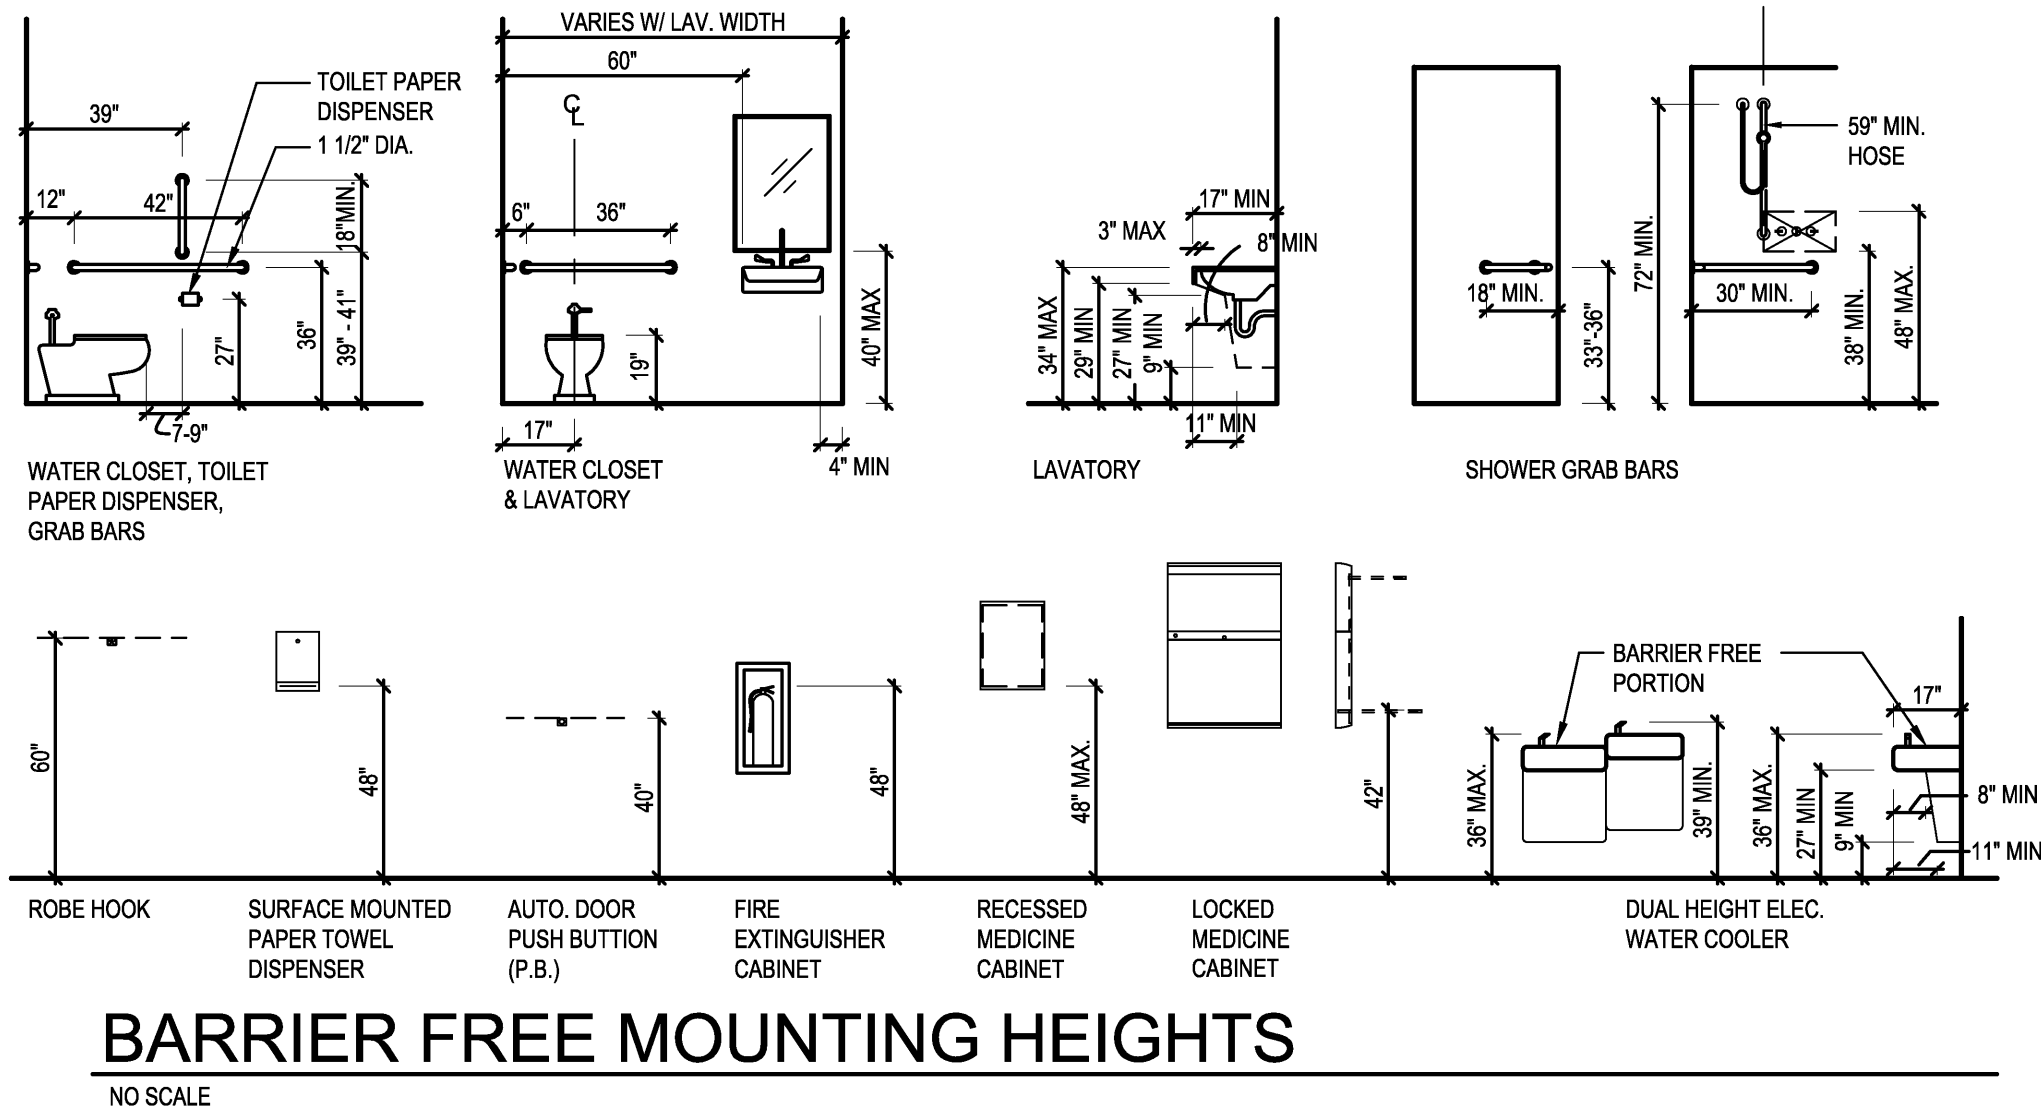 VARIES W/ LAV. WIDTH
60"
TOILET PAPER
DISPENSER
1 1/2" DIA.
39"
12"
42"
18"MIN.
27"
36"
39" - 41"
7-9"
WATER CLOSET, TOILET
PAPER DISPENSER,
GRAB BARS
CL
6"
36"
19"
40" MAX
17"
4" MIN
WATER CLOSET
& LAVATORY
17" MIN
3" MAX
8" MIN
34" MAX
29" MIN
27" MIN
9" MIN
11" MIN
LAVATORY
59" MIN.
HOSE
72" MIN.
18" MIN.
33"-36"
30" MIN.
38" MIN.
48" MAX.
SHOWER GRAB BARS
60"
48"
40"
48"
48" MAX.
42"
BARRIER FREE
PORTION
17"
36" MAX.
39" MIN.
36" MAX.
27" MIN
9" MIN
8" MIN
11" MIN
ROBE HOOK
SURFACE MOUNTED
PAPER TOWEL
DISPENSER
AUTO. DOOR
PUSH BUTTION
(P.B.)
FIRE
EXTINGUISHER
CABINET
RECESSED
MEDICINE
CABINET
LOCKED
MEDICINE
CABINET
DUAL HEIGHT ELEC.
WATER COOLER
BARRIER FREE MOUNTING HEIGHTS
NO SCALE